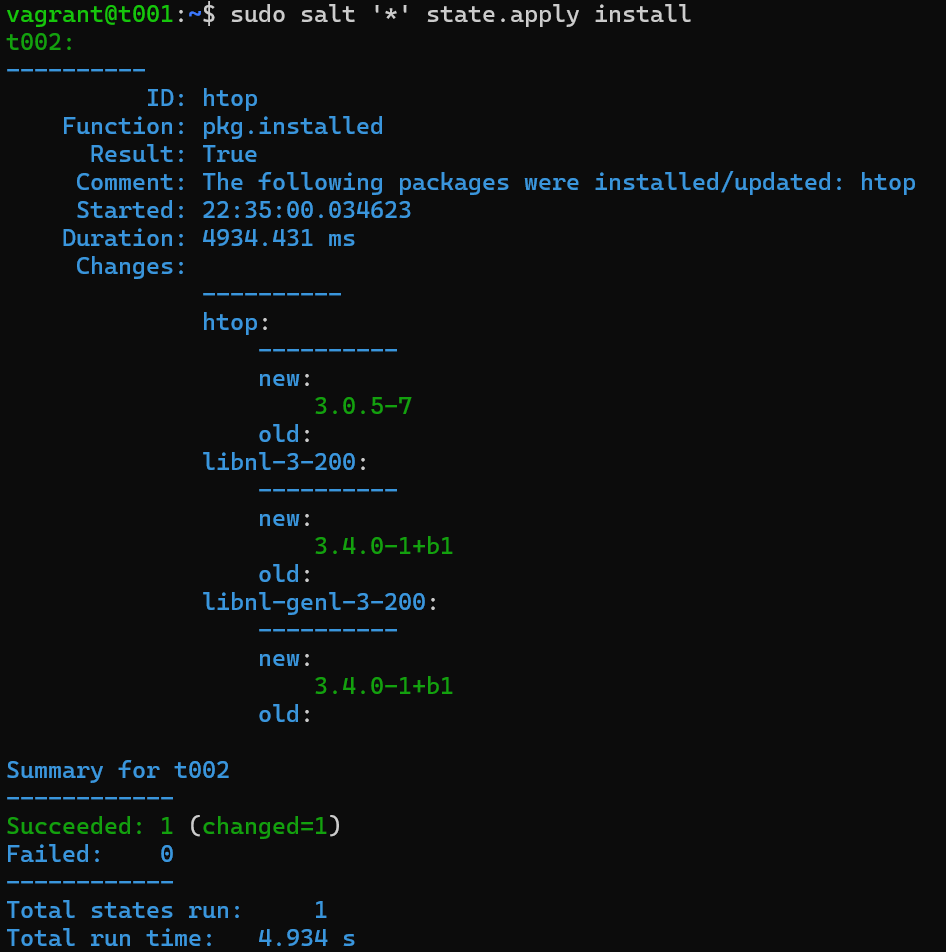 vagrant@t001:~$ sudo salt '*' state.apply install
t002:
----------
          ID: htop
    Function: pkg.installed
      Result: True
     Comment: The following packages were installed/updated: htop
     Started: 22:35:00.034623
    Duration: 4934.431 ms
     Changes:
              ----------
              htop:
                  ----------
                  new:
                      3.0.5-7
                  old:
              libnl-3-200:
                  ----------
                  new:
                      3.4.0-1+b1
                  old:
              libnl-genl-3-200:
                  ----------
                  new:
                      3.4.0-1+b1
                  old:

Summary for t002
------------
Succeeded: 1 (changed=1)
Failed:    0
------------
Total states run:     1
Total run time:   4.934 s